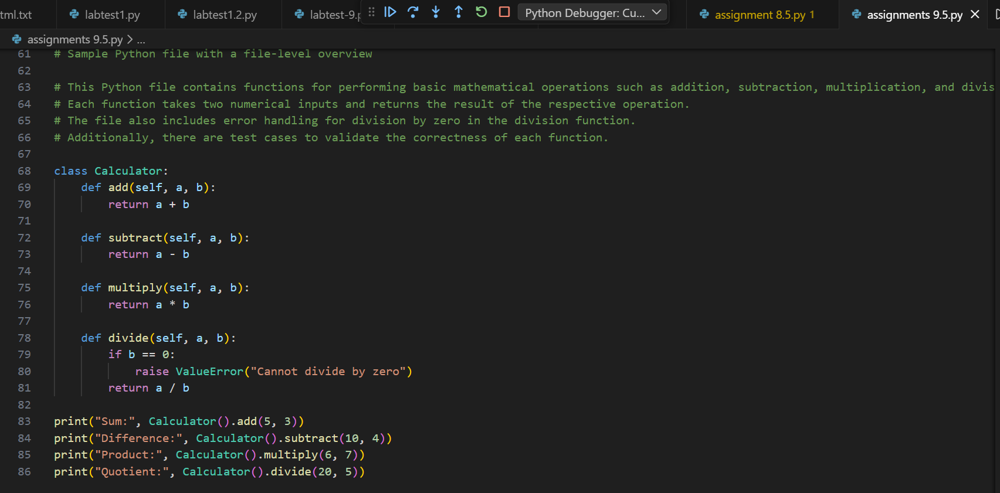 tml.txt labtest1.py labtest1.2.py labtest-9.p Python Debugger: Cu... assignment 8.5.py 1 assignments 9.5.py
assignments 9.5.py > ...
61 # Sample Python file with a file-level overview
62
63 # This Python file contains functions for performing basic mathematical operations such as addition, subtraction, multiplication, and divis
64 # Each function takes two numerical inputs and returns the result of the respective operation.
65 # The file also includes error handling for division by zero in the division function.
66 # Additionally, there are test cases to validate the correctness of each function.
67
68 class Calculator:
69     def add(self, a, b):
70         return a + b
71
72     def subtract(self, a, b):
73         return a - b
74
75     def multiply(self, a, b):
76         return a * b
77
78     def divide(self, a, b):
79         if b == 0:
80             raise ValueError("Cannot divide by zero")
81         return a / b
82
83 print("Sum:", Calculator().add(5, 3))
84 print("Difference:", Calculator().subtract(10, 4))
85 print("Product:", Calculator().multiply(6, 7))
86 print("Quotient:", Calculator().divide(20, 5))